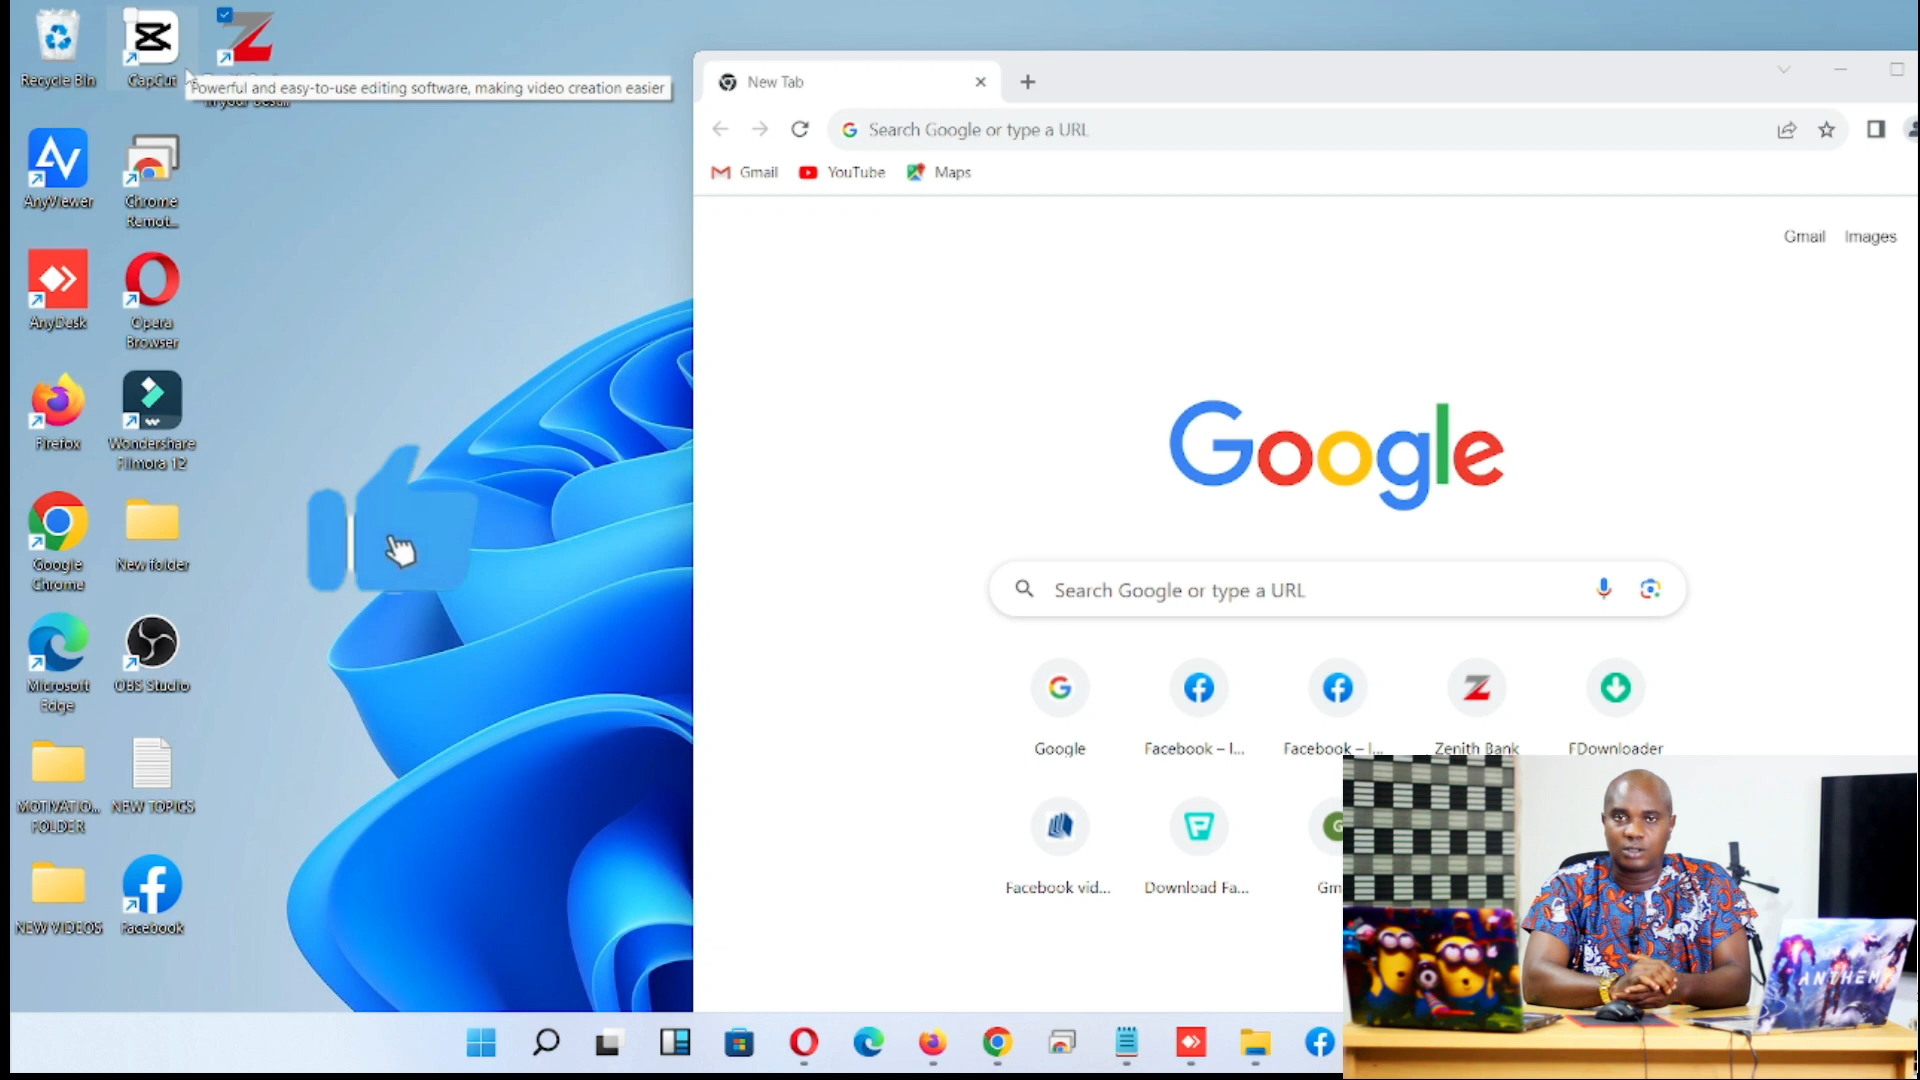 Recycle Bin
CapCut
Powerful and easy-to-use editing software, making video creation easier
AnyViewer
Chrome
Remot...
AnyDesk
Opera
Browser
Firefox
Wondershare
Filmora 12
Google
Chrome
New folder
Microsoft
Edge
OBS Studio
MOTIVATIO...
FOLDER
NEW TOPICS
NEW VIDEOS
Facebook
New Tab
Search Google or type a URL
Gmail
YouTube
Maps
Gmail Images
Google
Search Google or type a URL
Google
Facebook – I...
Facebook – I...
Zenith Bank
FDownloader
Facebook vid...
Download Fa...
Gm
ANTHEM